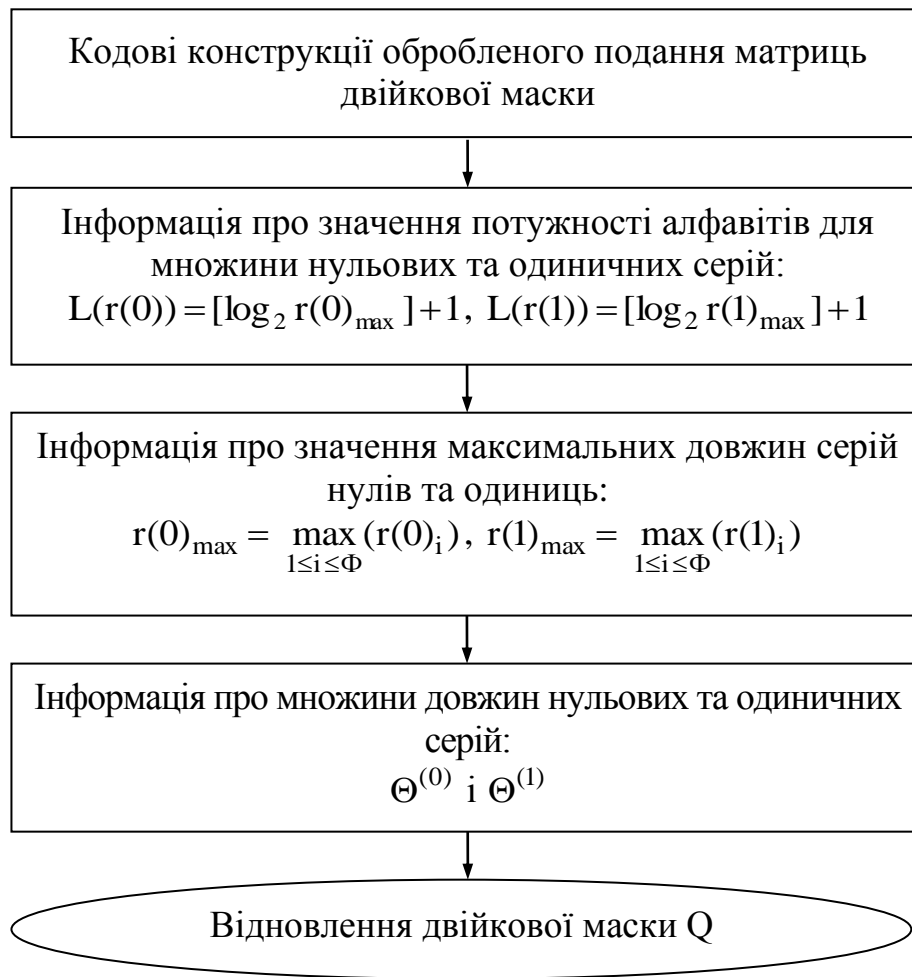 Кодові конструкції обробленого подання матриць
двійкової маски
Інформація про значення потужності алфавітів для
множини нульових та одиничних серій:
L(r(0)) = [log₂ r(0)ₘₐₓ] + 1, L(r(1)) = [log₂ r(1)ₘₐₓ] + 1
Інформація про значення максимальних довжин серій
нулів та одиниць:
r(0)ₘₐₓ = max (r(0)ᵢ), r(1)ₘₐₓ = max (r(1)ᵢ)
1≤i≤Φ 1≤i≤Φ
Інформація про множини довжин нульових та одиничних
серій:
Θ⁽⁰⁾ і Θ⁽¹⁾
Відновлення двійкової маски Q